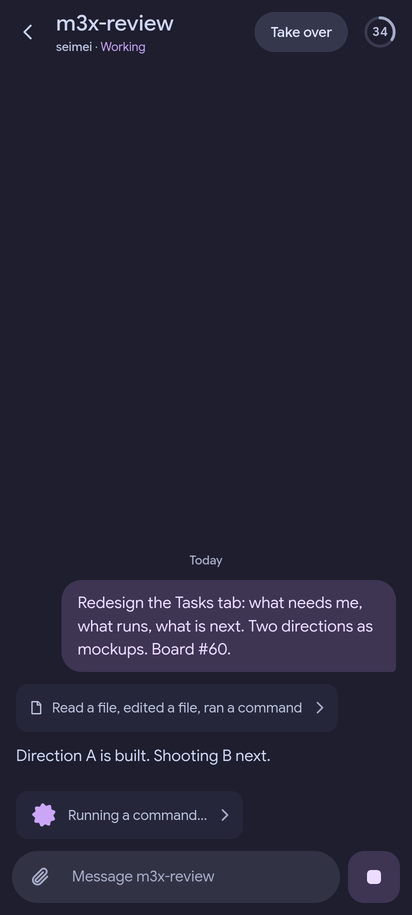 m3x-review
seimei · Working
Take over
34
Today
Redesign the Tasks tab: what needs me,
what runs, what is next. Two directions as
mockups. Board #60.
Read a file, edited a file, ran a command
Direction A is built. Shooting B next.
Running a command...
Message m3x-review